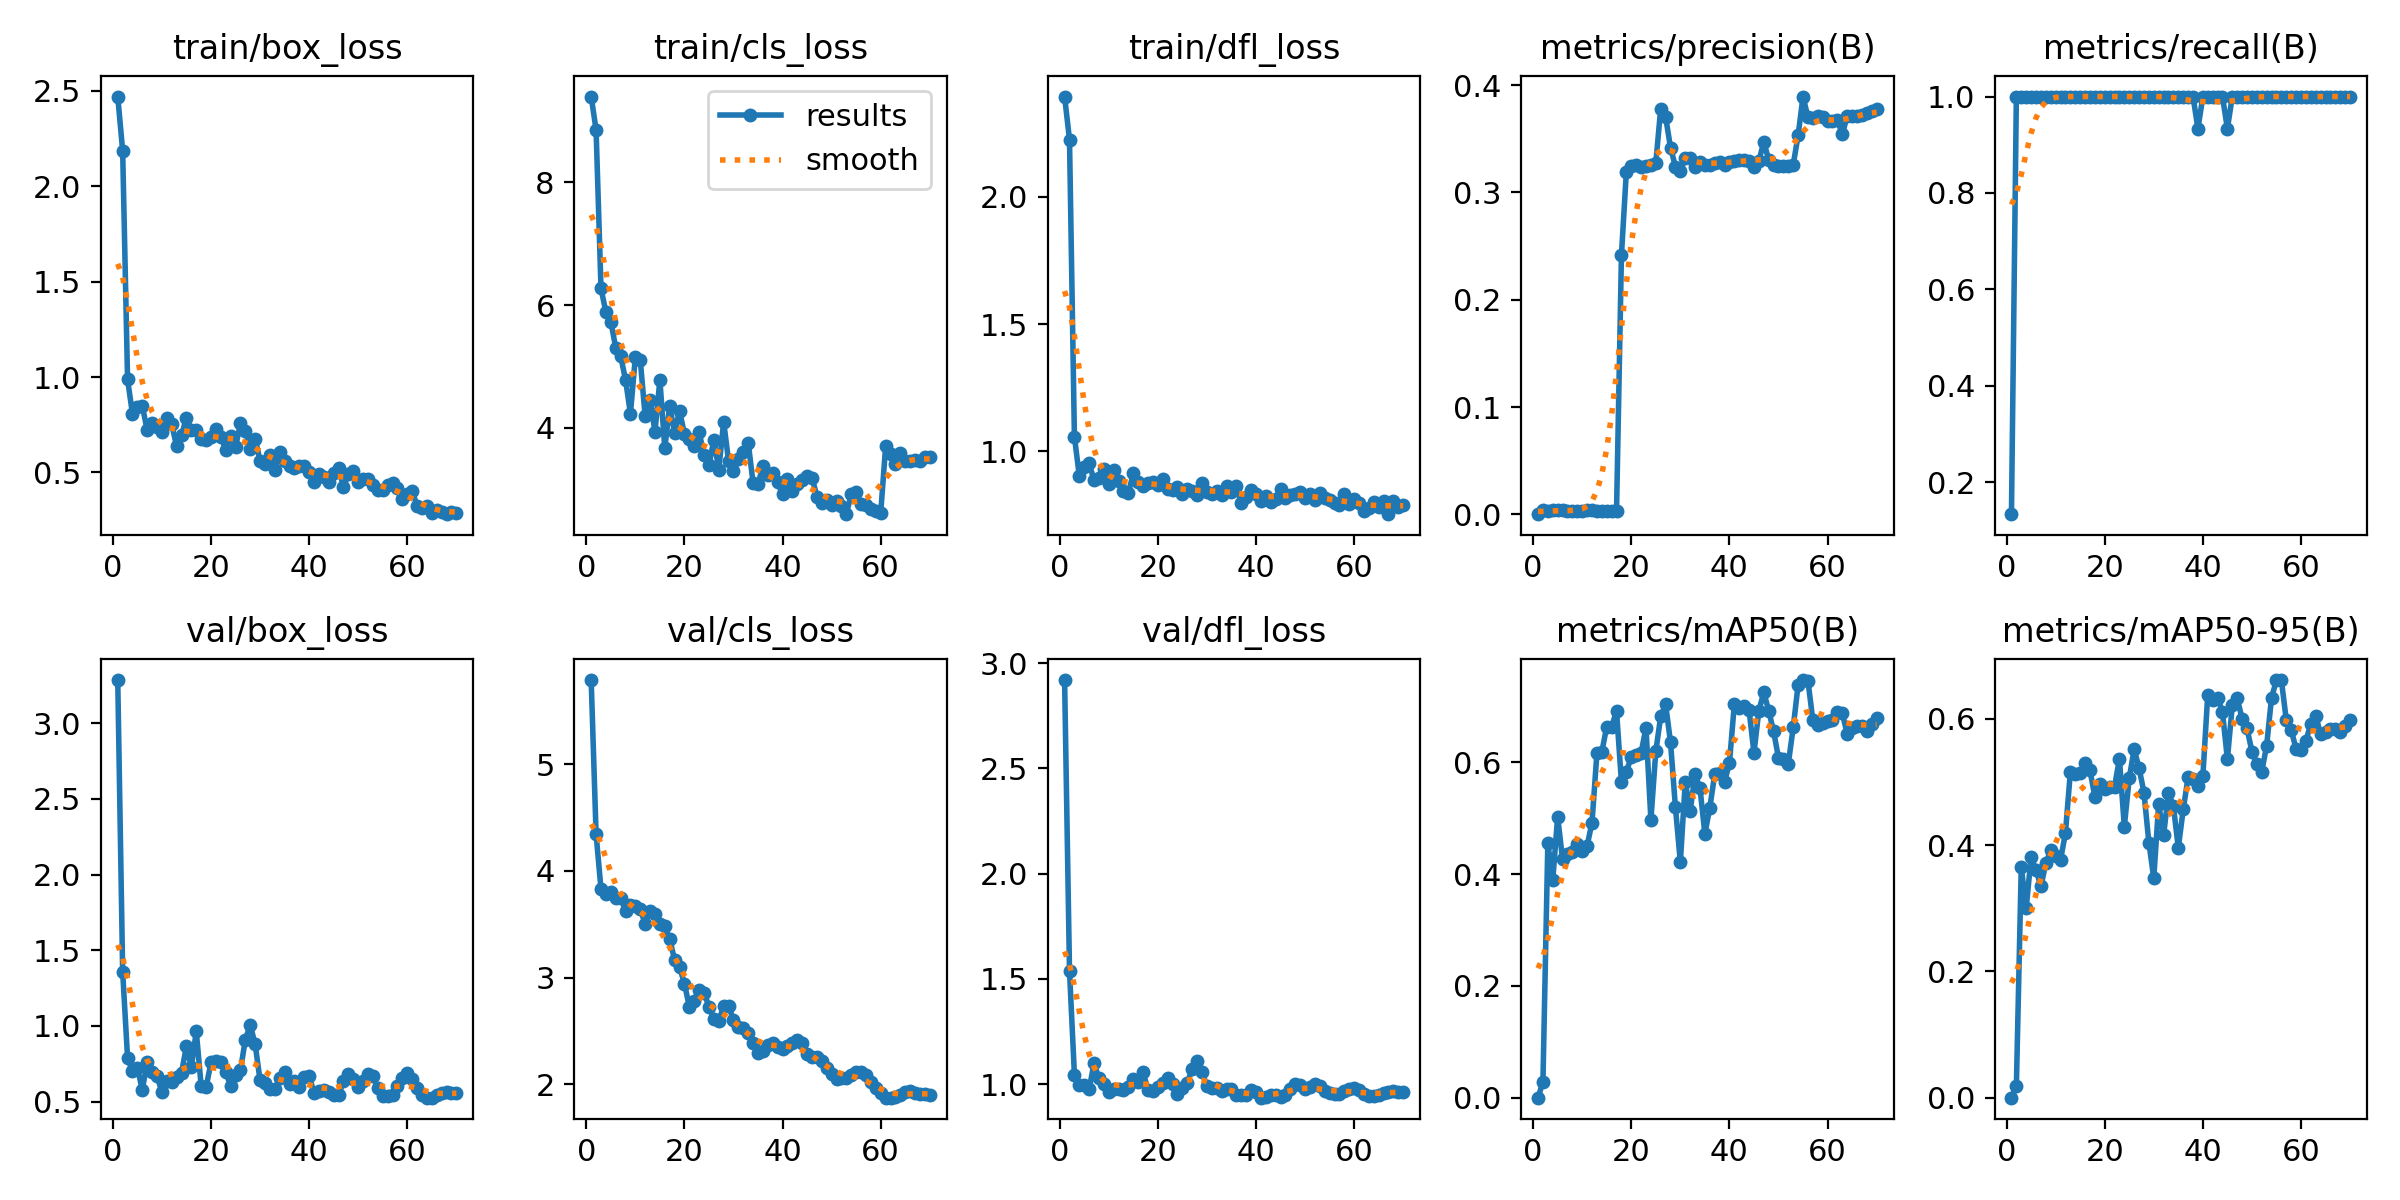 train/box_loss
2.5
2.0
1.5
1.0
0.5
0 20 40 60
train/cls_loss
results
smooth
8
6
4
0 20 40 60
train/dfl_loss
2.0
1.5
1.0
0 20 40 60
metrics/precision(B)
0.4
0.3
0.2
0.1
0.0
0 20 40 60
metrics/recall(B)
1.0
0.8
0.6
0.4
0.2
0 20 40 60
val/box_loss
3.0
2.5
2.0
1.5
1.0
0.5
0 20 40 60
val/cls_loss
5
4
3
2
0 20 40 60
val/dfl_loss
3.0
2.5
2.0
1.5
1.0
0 20 40 60
metrics/mAP50(B)
0.6
0.4
0.2
0.0
0 20 40 60
metrics/mAP50-95(B)
0.6
0.4
0.2
0.0
0 20 40 60